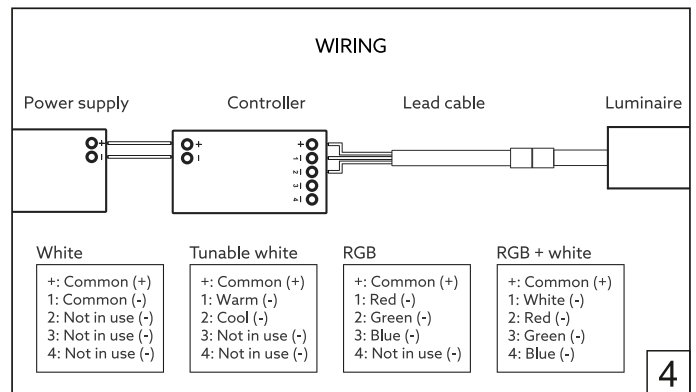 WIRING
Power supply
Controller
Lead cable
Luminaire
+
-
+
-
+
1-
2-
3-
4-
White
+: Common (+)
1: Common (-)
2: Not in use (-)
3: Not in use (-)
4: Not in use (-)
Tunable white
+: Common (+)
1: Warm (-)
2: Cool (-)
3: Not in use (-)
4: Not in use (-)
RGB
+: Common (+)
1: Red (-)
2: Green (-)
3: Blue (-)
4: Not in use (-)
RGB + white
+: Common (+)
1: White (-)
2: Red (-)
3: Green (-)
4: Blue (-)
4